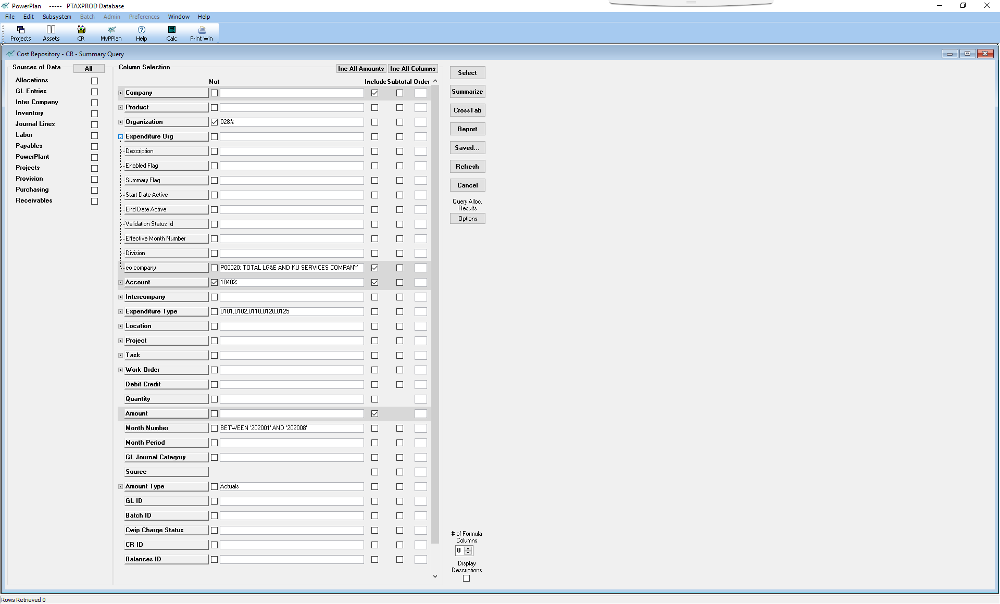 PowerPlan ----- PTAXPROD Database
File Edit Subsystem Batch Admin Preferences Window Help
Projects Assets CR MyPPlan Help Calc Print Win
Cost Repository - CR - Summary Query
Sources of Data All
Allocations
GL Entries
Inter Company
Inventory
Journal Lines
Labor
Payables
PowerPlant
Projects
Provision
Purchasing
Receivables
Column Selection Inc All Amounts Inc All Columns
Not Include Subtotal Order
Company
Product
Organization 028%
Expenditure Org
Description
Enabled Flag
Summary Flag
Start Date Active
End Date Active
Validation Status Id
Effective Month Number
Division
eo company P00020: TOTAL LG&E AND KU SERVICES COMPANY
Account 1840%
Intercompany
Expenditure Type 0101,0102,0110,0120,0125
Location
Project
Task
Work Order
Debit Credit
Quantity
Amount
Month Number BETWEEN '202001' AND '202008'
Month Period
GL Journal Category
Source
Amount Type Actuals
GL ID
Batch ID
Cwip Charge Status
CR ID
Balances ID
Select
Summarize
CrossTab
Report
Saved...
Refresh
Cancel
Query Alloc.
Results
Options
# of Formula
Columns
0
Display
Descriptions
Rows Retrieved 0